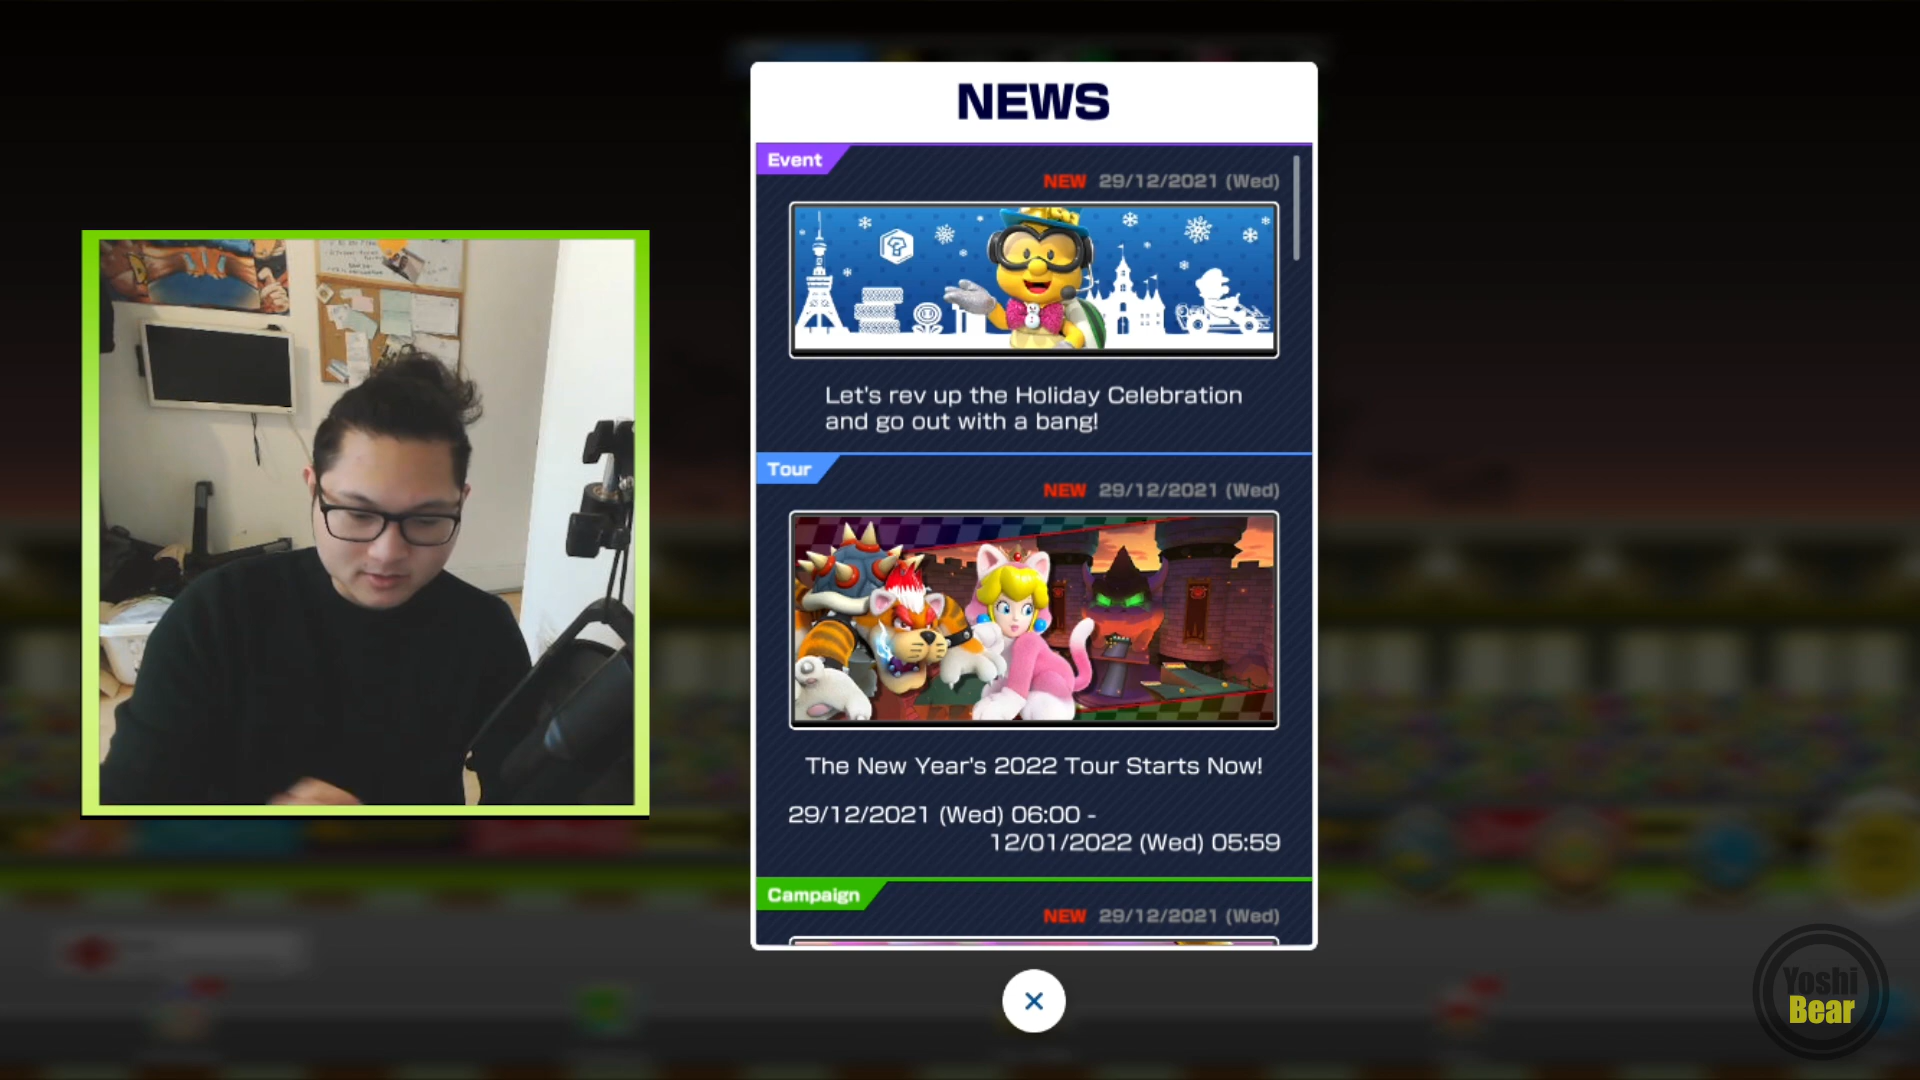 NEWS
Event
NEW 29/12/2021 (Wed)
Let's rev up the Holiday Celebration
and go out with a bang!
Tour
NEW 29/12/2021 (Wed)
The New Year's 2022 Tour Starts Now!
29/12/2021 (Wed) 06:00 -
12/01/2022 (Wed) 05:59
Campaign
NEW 29/12/2021 (Wed)
Yoshi
Bear